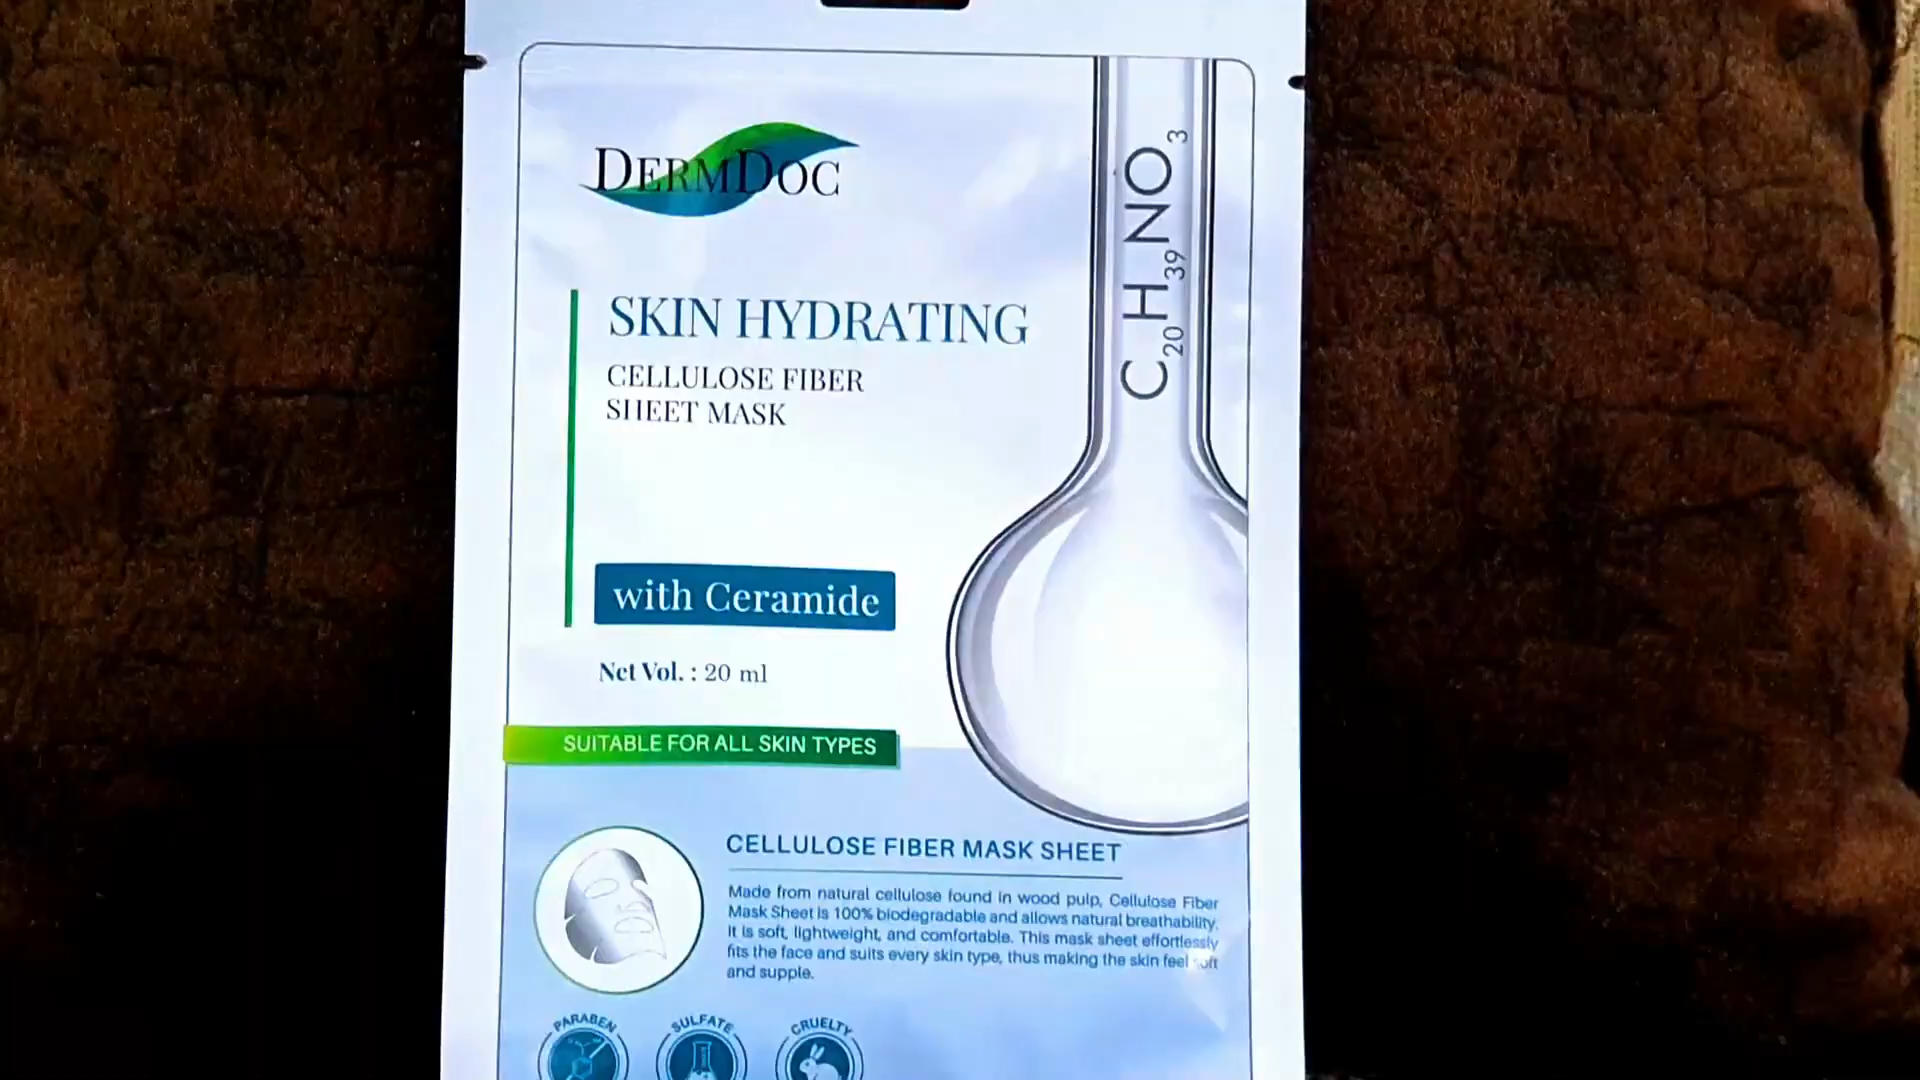 DERMDOC
C20H39NO3
SKIN HYDRATING
CELLULOSE FIBER
SHEET MASK
with Ceramide
Net Vol. : 20 ml
SUITABLE FOR ALL SKIN TYPES
CELLULOSE FIBER MASK SHEET
Made from natural cellulose found in wood pulp, Cellulose Fiber
Mask Sheet is 100% biodegradable and allows natural breathability.
It is soft, lightweight, and comfortable. This mask sheet effortlessly
fits the face and suits every skin type, thus making the skin feel soft
and supple.
PARABEN
SULFATE
CRUELTY